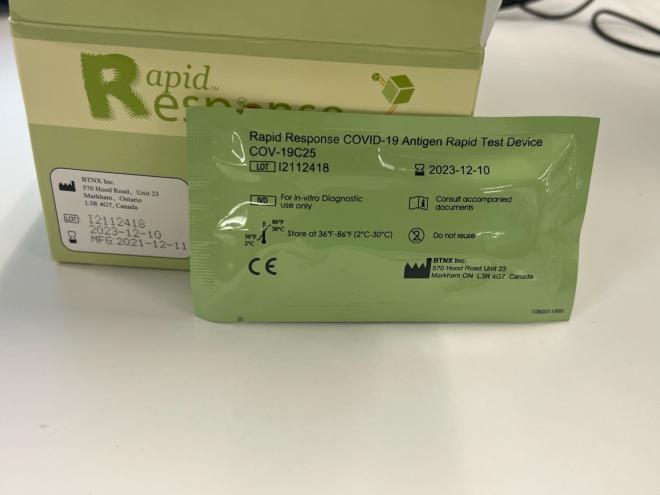 Rapid™
Response
BTNX Inc.
570 Hood Road, Unit 23
Markham, Ontario
L3R 4G7, Canada
LOT: I2112418
2023-12-10
MFG:2021-12-11
Rapid Response COVID-19 Antigen Rapid Test Device
COV-19C25
LOT I2112418 2023-12-10
IVD For in-vitro Diagnostic use only
Consult accompanied documents
36°F 2°C 86°F 30°C Store at 36°F-86°F (2°C-30°C)
2 Do not reuse
CE
BTNX Inc.
570 Hood Road Unit 23
Markham ON L3R 4G7 Canada